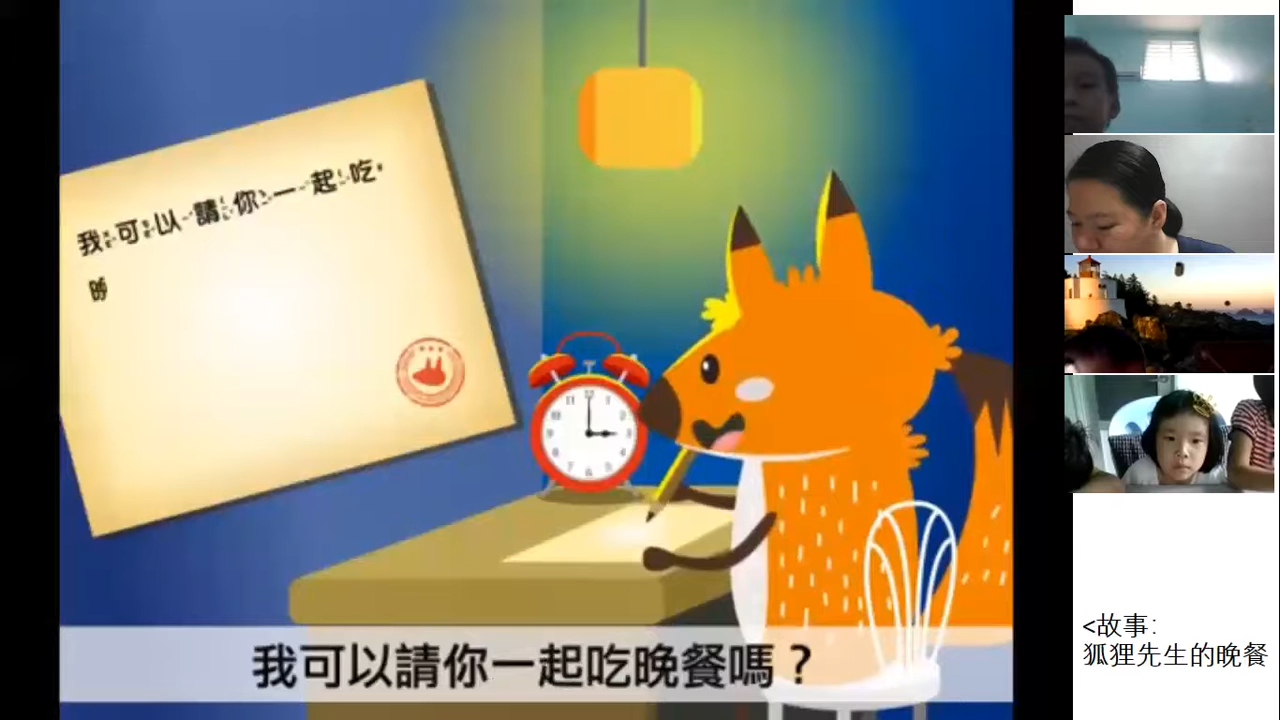 我可以請你一起吃
晚
我可以請你一起吃晚餐嗎？
<故事:
狐狸先生的晚餐